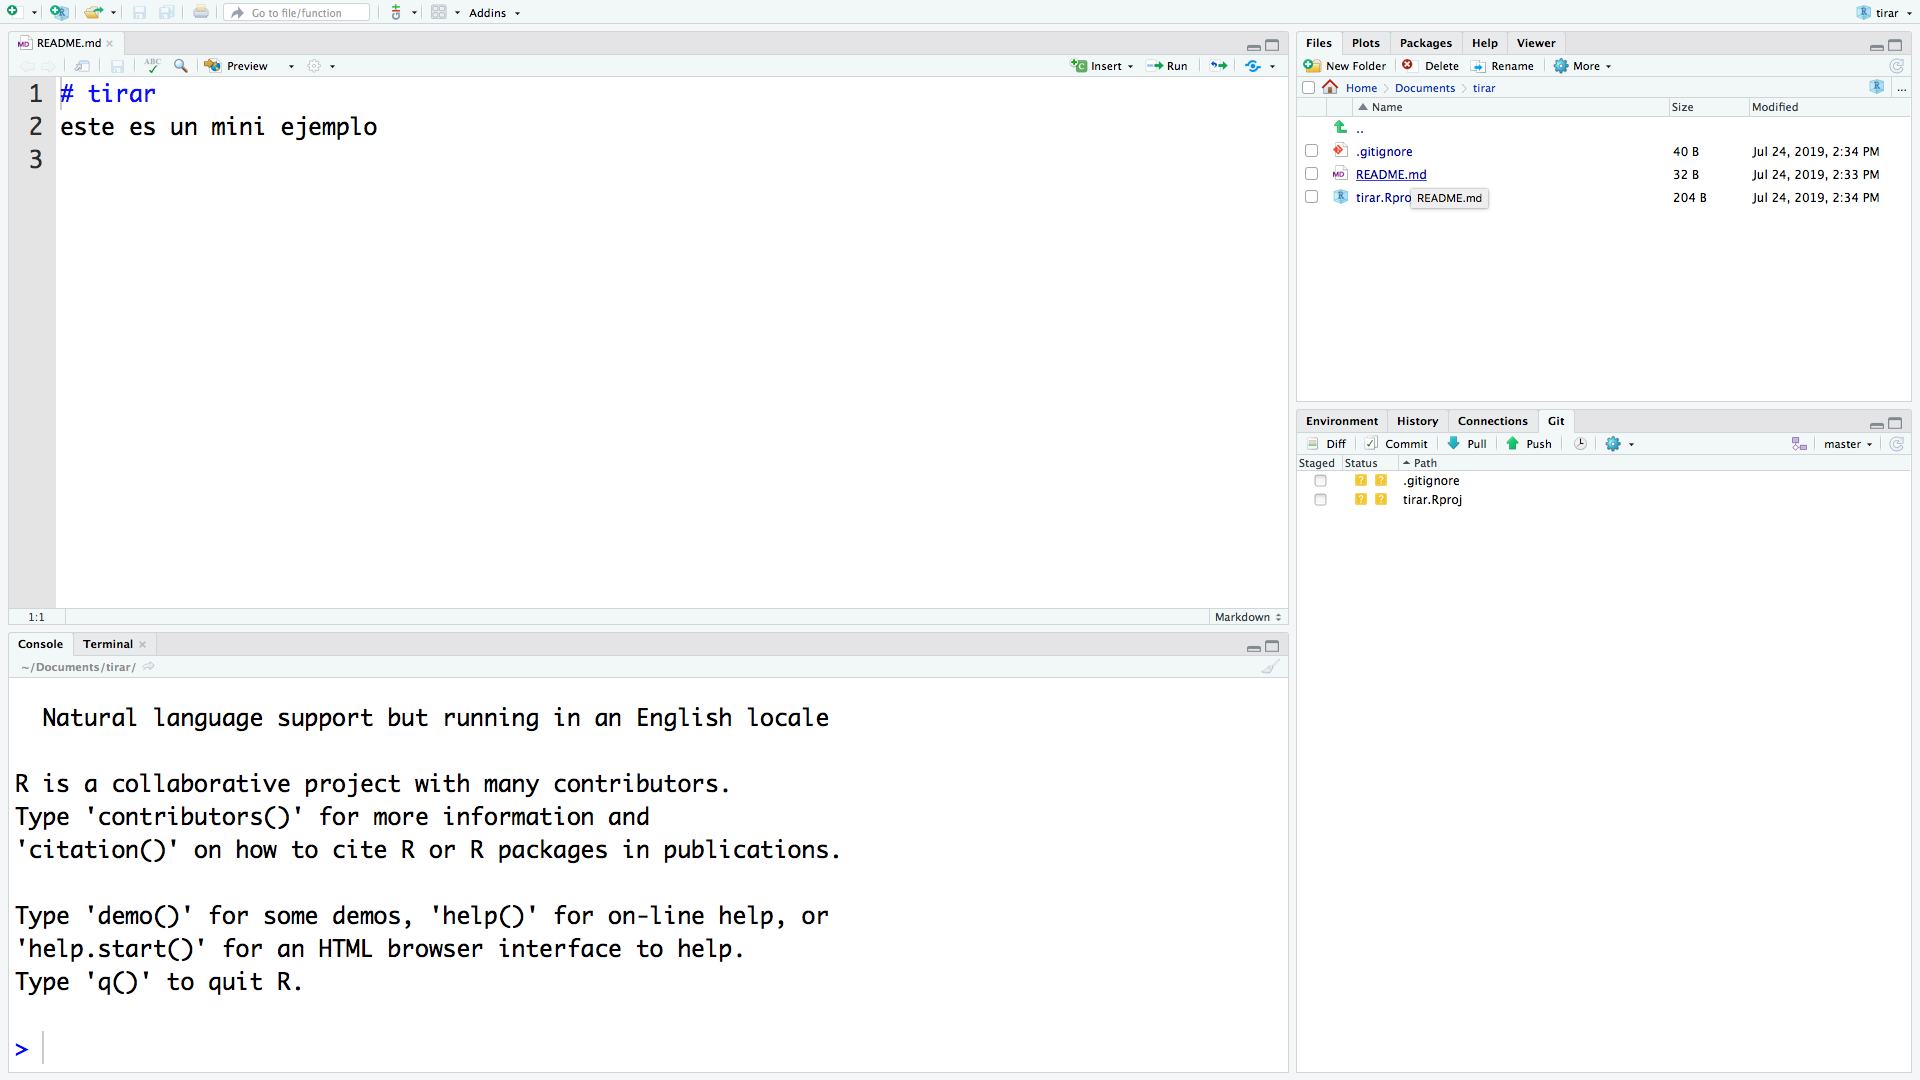 Go to file/function
Addins
tirar
README.md
ABC
Preview
Insert
Run
1 # tirar
2 este es un mini ejemplo
3
1:1
Markdown
Console
Terminal
~/Documents/tirar/
Natural language support but running in an English locale
R is a collaborative project with many contributors.
Type 'contributors()' for more information and
'citation()' on how to cite R or R packages in publications.
Type 'demo()' for some demos, 'help()' for on-line help, or
'help.start()' for an HTML browser interface to help.
Type 'q()' to quit R.
>
Files Plots Packages Help Viewer
New Folder Delete Rename More
Home Documents tirar ...
Name Size Modified
..
.gitignore 40 B Jul 24, 2019, 2:34 PM
README.md 32 B Jul 24, 2019, 2:33 PM
tirar.Rpro 204 B Jul 24, 2019, 2:34 PM
README.md
Environment History Connections Git
Diff Commit Pull Push master
Staged Status Path
? ? .gitignore
? ? tirar.Rproj